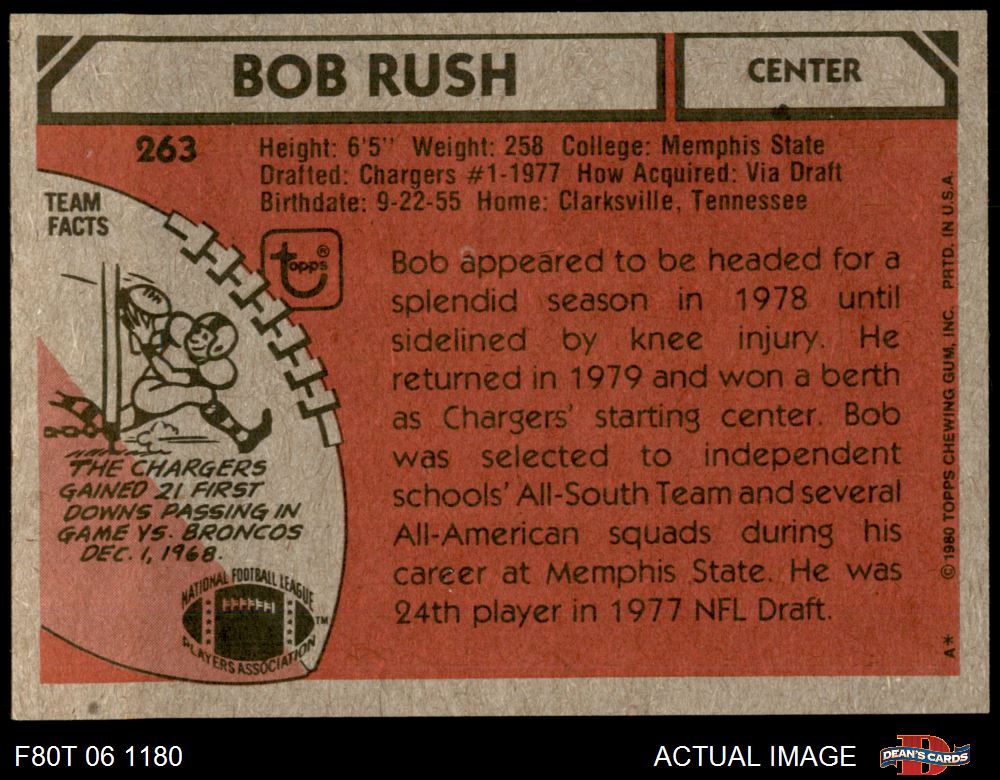 BOB RUSH
CENTER
263
Height: 6'5" Weight: 258 College: Memphis State
Drafted: Chargers #1-1977 How Acquired: Via Draft
Birthdate: 9-22-55 Home: Clarksville, Tennessee
TEAM
FACTS
topps®
Bob appeared to be headed for a
splendid season in 1978 until
sidelined by knee injury. He
returned in 1979 and won a berth
as Chargers' starting center. Bob
was selected to independent
schools' All-South Team and several
All-American squads during his
career at Memphis State. He was
24th player in 1977 NFL Draft.
THE CHARGERS
GAINED 21 FIRST
DOWNS PASSING IN
GAME VS. BRONCOS
DEC. 1, 1968.
NATIONAL FOOTBALL LEAGUE
PLAYERS ASSOCIATION
TM
A* © 1980 TOPPS CHEWING GUM, INC. PRTD. IN U.S.A.
F80T 06 1180
ACTUAL IMAGE
DEAN'S CARDS